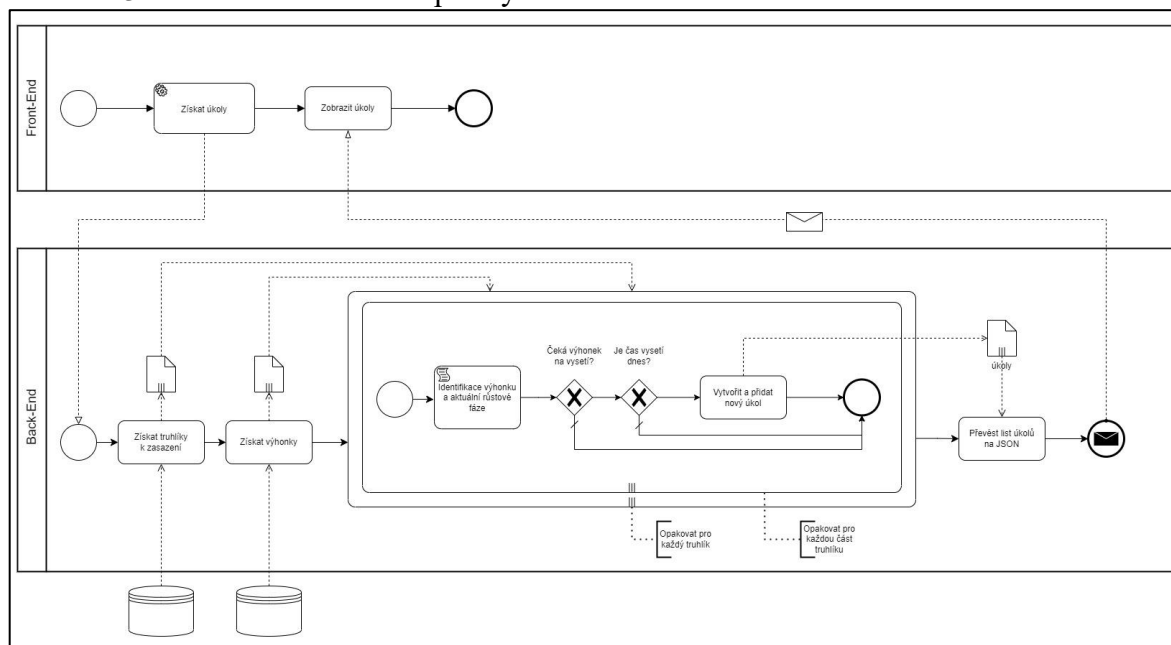 Front-End
Získat úkoly
Zobrazit úkoly
Back-End
Čeká výhonek
na vysetí?
Je čas vysetí
dnes?
Identifikace výhonku
a aktuální růstové
fáze
Vytvořit a přidat
nový úkol
úkoly
Získat truhlíky
k zasazení
Získat výhonky
Převést list úkolů
na JSON
Opakovat pro
každý truhlík
Opakovat pro
každou část
truhlíku